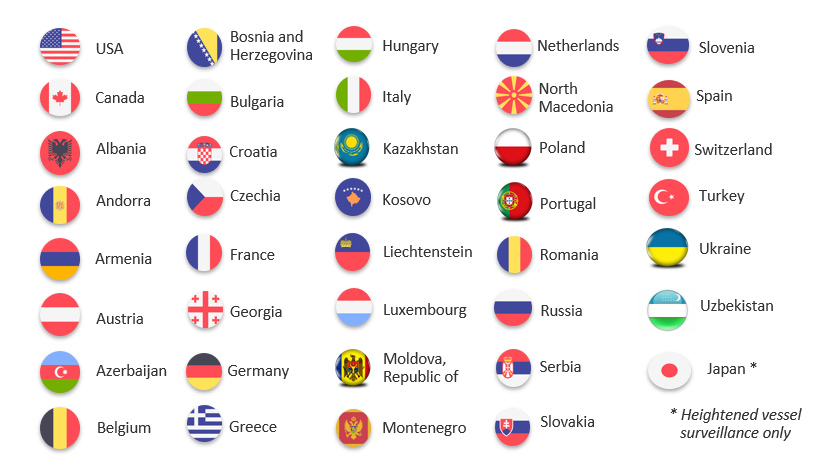 USA
Canada
Albania
Andorra
Armenia
Austria
Azerbaijan
Belgium
Bosnia and
Herzegovina
Bulgaria
Croatia
Czechia
France
Georgia
Germany
Greece
Hungary
Italy
Kazakhstan
Kosovo
Liechtenstein
Luxembourg
Moldova,
Republic of
Montenegro
Netherlands
North
Macedonia
Poland
Portugal
Romania
Russia
Serbia
Slovakia
Slovenia
Spain
Switzerland
Turkey
Ukraine
Uzbekistan
Japan *
* Heightened vessel
surveillance only